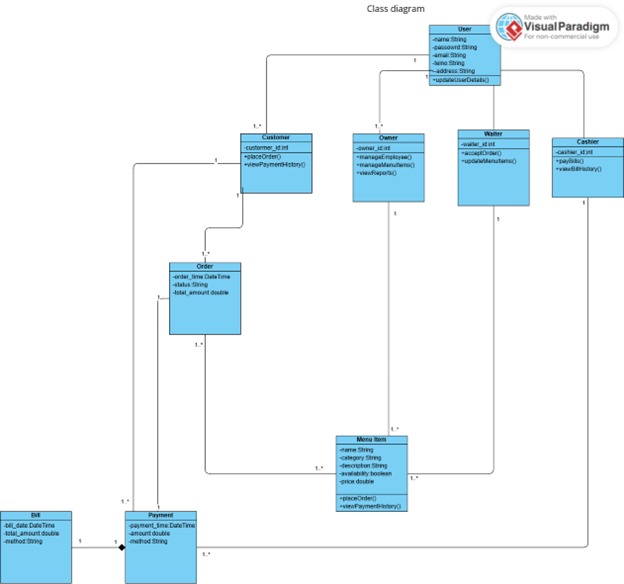 Class diagram
Made with
VisualParadigm
For non-commercial use
User
-name:String
-passowrd:String
-email:String
-telno:String
-address:String
+updateUserDetails()
1
1
1..*
1..*
Customer
-custermer_id:int
+placeOrder()
+viewPaymentHistory()
Owner
-owner_id:int
+manageEmployee()
+manageMenuItems()
+viewReports()
Waiter
-waiter_id:int
+acceptOrder()
+updateMenuItems()
Cashier
-cashier_id:int
+payBills()
+viewBillHistory()
1
1
1
1
1
1..*
Order
-order_time:DateTime
-status:String
-total_amount:double
1
1..*
1..*
Menu Item
-name:String
-category:String
-description:String
-availability:boolean
-price:double
+placeOrder()
+viewPaymentHistory()
1..*
1..*
1..*
Bill
-bill_date:DateTime
-total_amount:double
-method:String
1
1
Payment
-payment_time:DateTime
-amount:double
-method:String
1..*